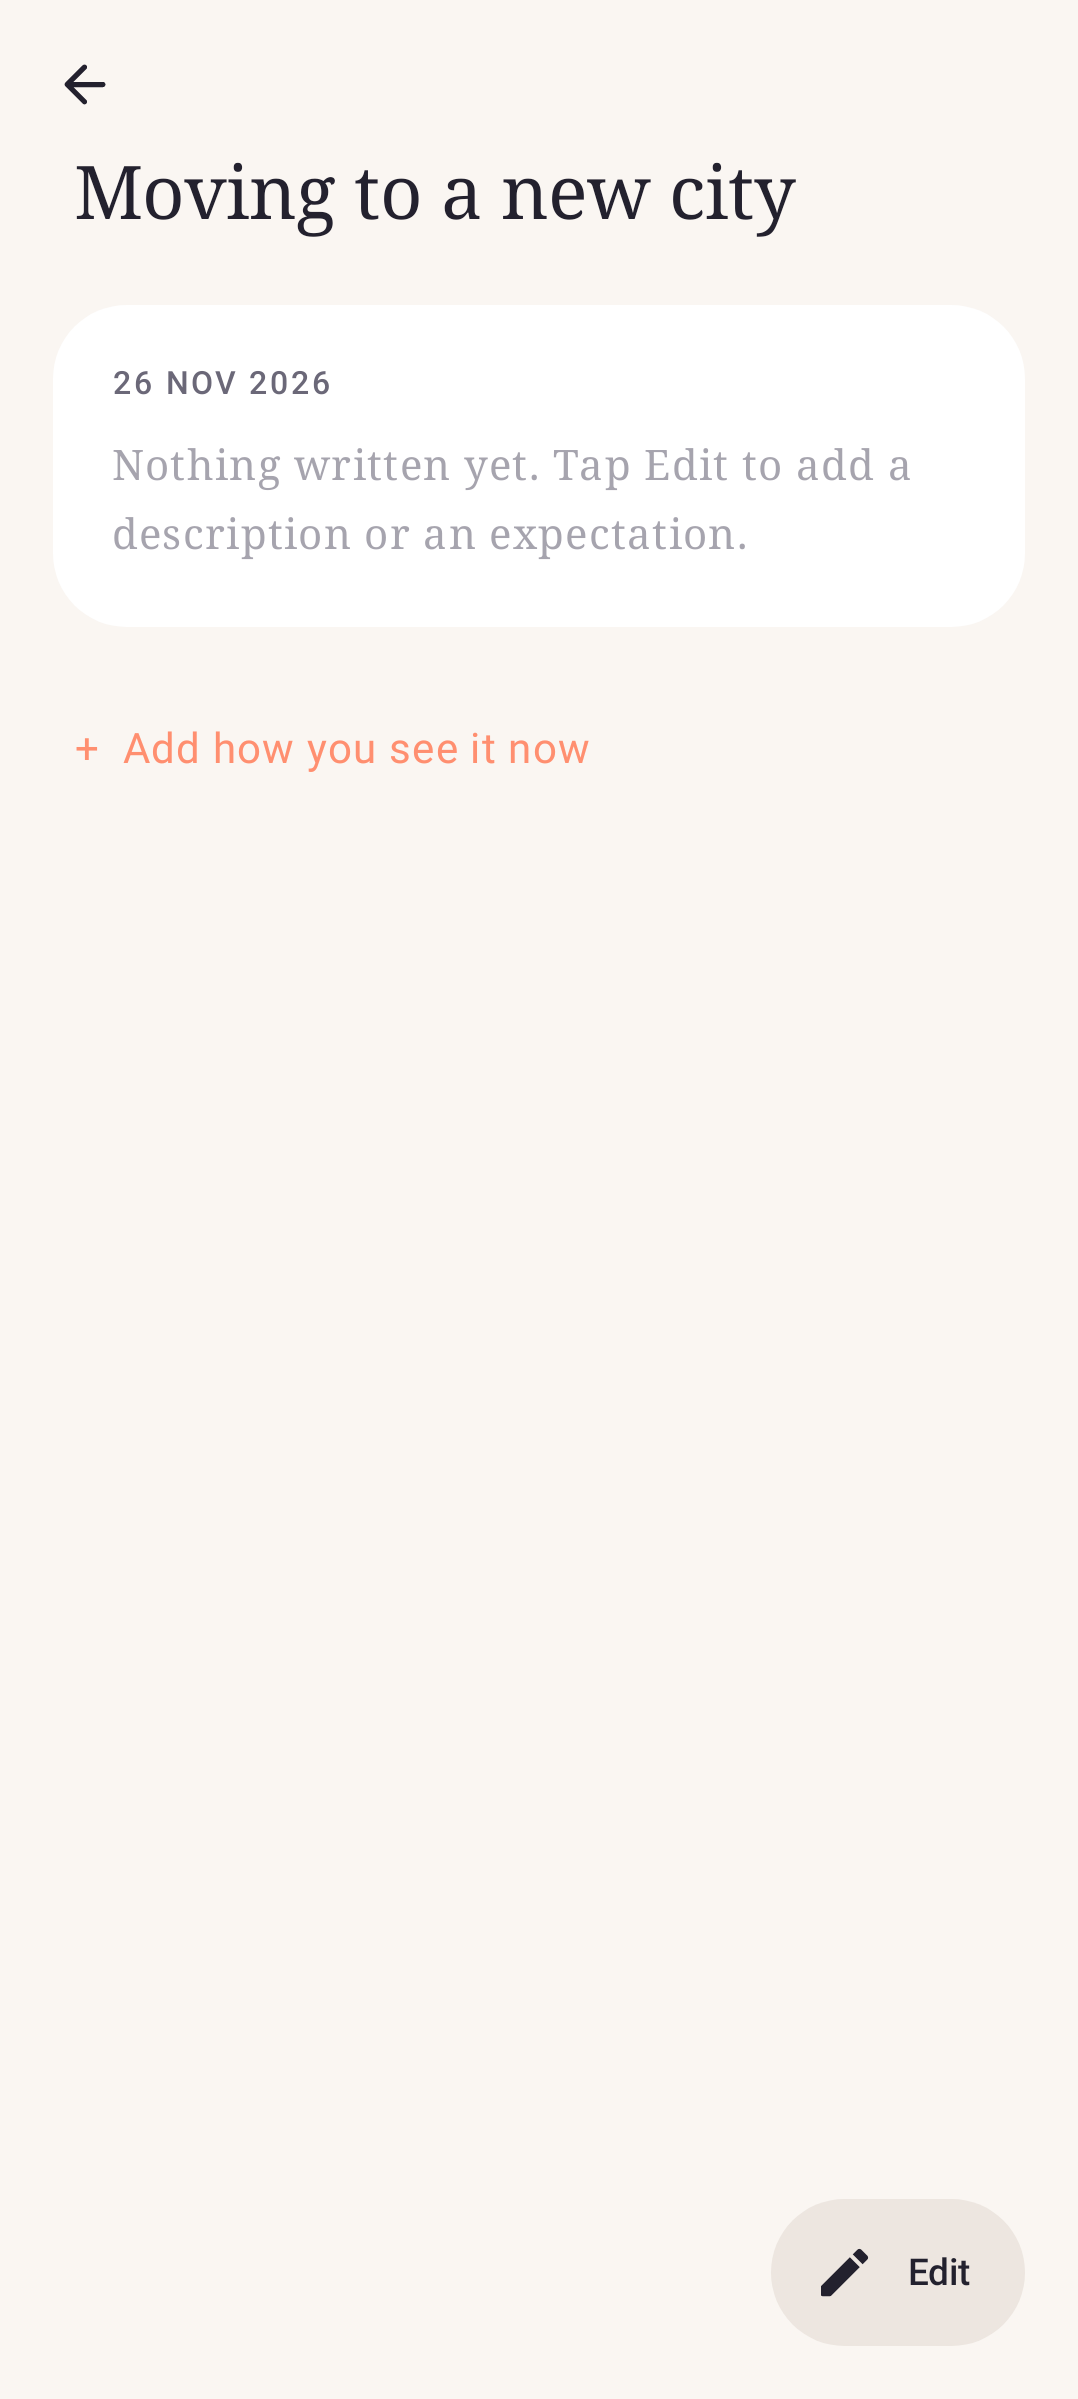 Moving to a new city
26 NOV 2026
Nothing written yet. Tap Edit to add a
description or an expectation.
+ Add how you see it now
Edit